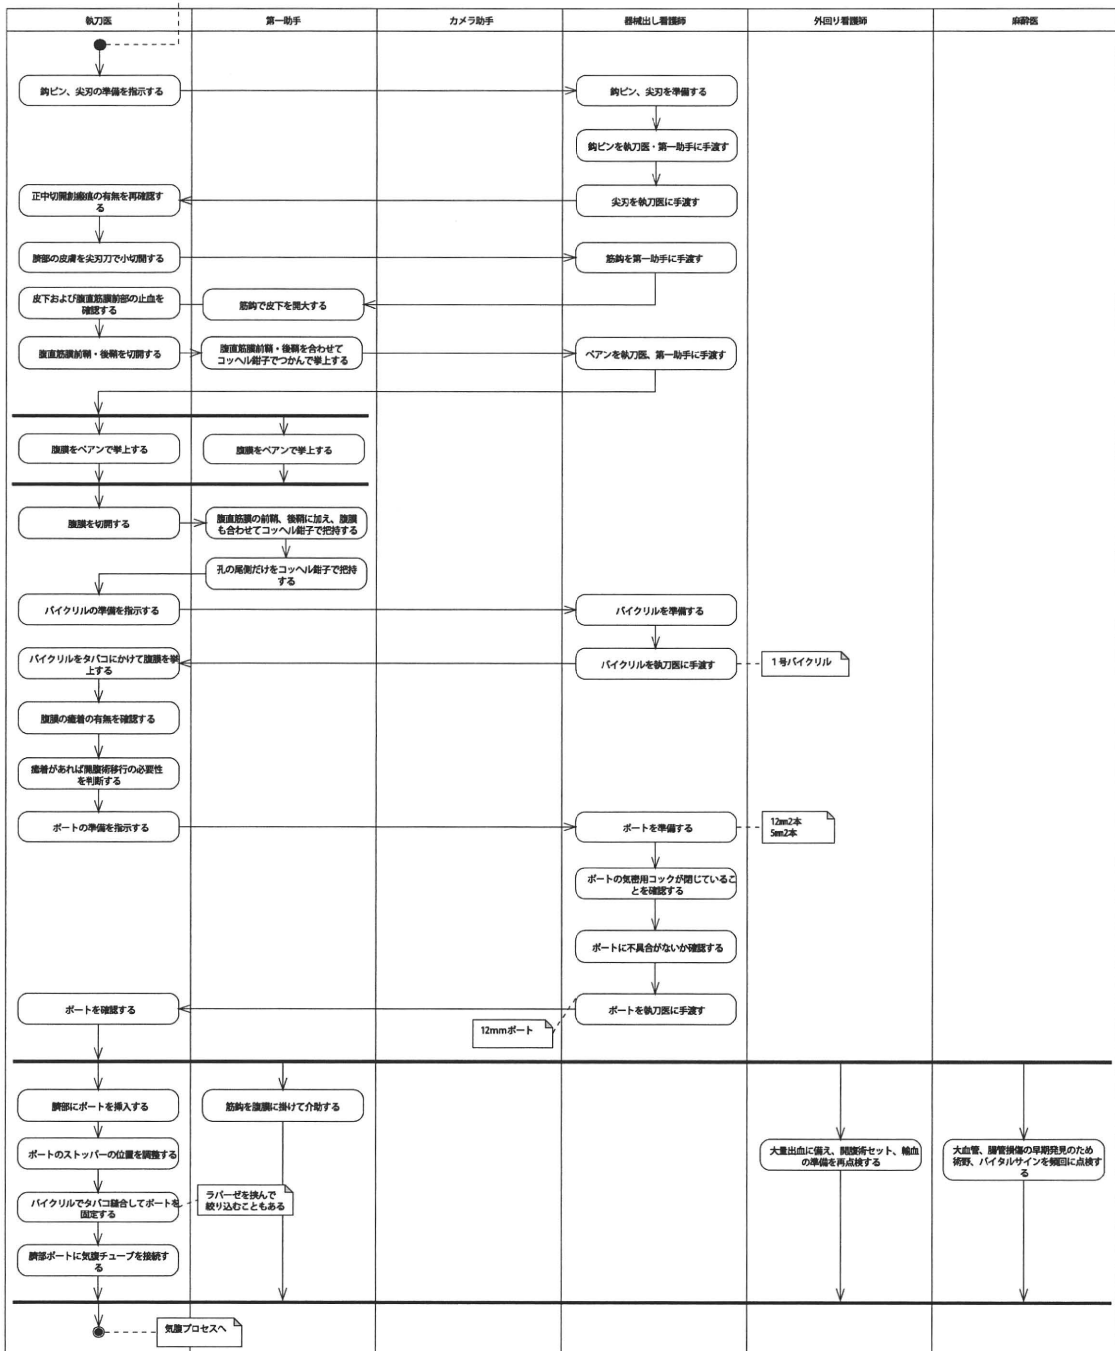 執刀医
第一助手
カメラ助手
器械出し看護師
外回り看護師
麻酔医
鈎ピン、尖刃の準備を指示する
鈎ピン、尖刃を準備する
鈎ピンを執刀医・第一助手に手渡す
正中切開創瘢痕の有無を再確認す
る
尖刃を執刀医に手渡す
臍部の皮膚を尖刃刀で小切開する
筋鈎を第一助手に手渡す
皮下および腹直筋膜前部の止血を
確認する
筋鈎で皮下を開大する
腹直筋膜前鞘・後鞘を切開する
腹直筋膜前鞘・後鞘を合わせて
コッヘル鉗子でつかんで挙上する
ペアンを執刀医、第一助手に手渡す
腹膜をペアンで挙上する
腹膜をペアンで挙上する
腹膜を切開する
腹直筋膜の前鞘、後鞘に加え、腹膜
も合わせてコッヘル鉗子で把持する
孔の尾側だけをコッヘル鉗子で把持
する
バイクリルの準備を指示する
バイクリルを準備する
バイクリルをタバコにかけて腹膜を挙
上する
バイクリルを執刀医に手渡す
1号バイクリル
腹膜の癒着の有無を確認する
癒着があれば開腹術移行の必要性
を判断する
ポートの準備を指示する
ポートを準備する
12mm2本
5mm2本
ポートの気密用コックが閉じているこ
とを確認する
ポートに不具合がないか確認する
ポートを確認する
ポートを執刀医に手渡す
12mmポート
臍部にポートを挿入する
筋鈎を腹膜に掛けて介助する
ポートのストッパーの位置を調整する
大量出血に備え、開腹術セット、輸血
の準備を再点検する
大血管、腸管損傷の早期発見のため
術野、バイタルサインを頻回に点検す
る
バイクリルでタバコ縫合してポートを
固定する
ラパーゼを挟んで
絞り込むこともある
臍部ポートに気腹チューブを接続す
る
気腹プロセスへ